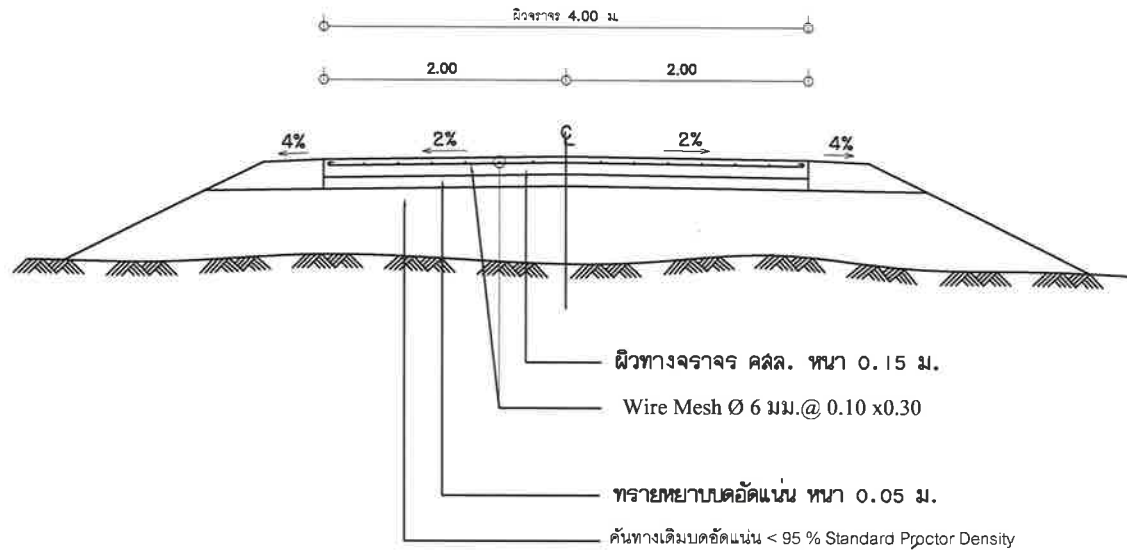 ผิวจราจร 4.00 ม.
2.00 2.00
4% 2% ℄ 2% 4%
ผิวทางจราจร คสล. หนา 0.15 ม.
Wire Mesh Ø 6 มม.@ 0.10 x0.30
ทรายหยาบบดอัดแน่น หนา 0.05 ม.
คันทางเดิมบดอัดแน่น < 95 % Standard Proctor Density